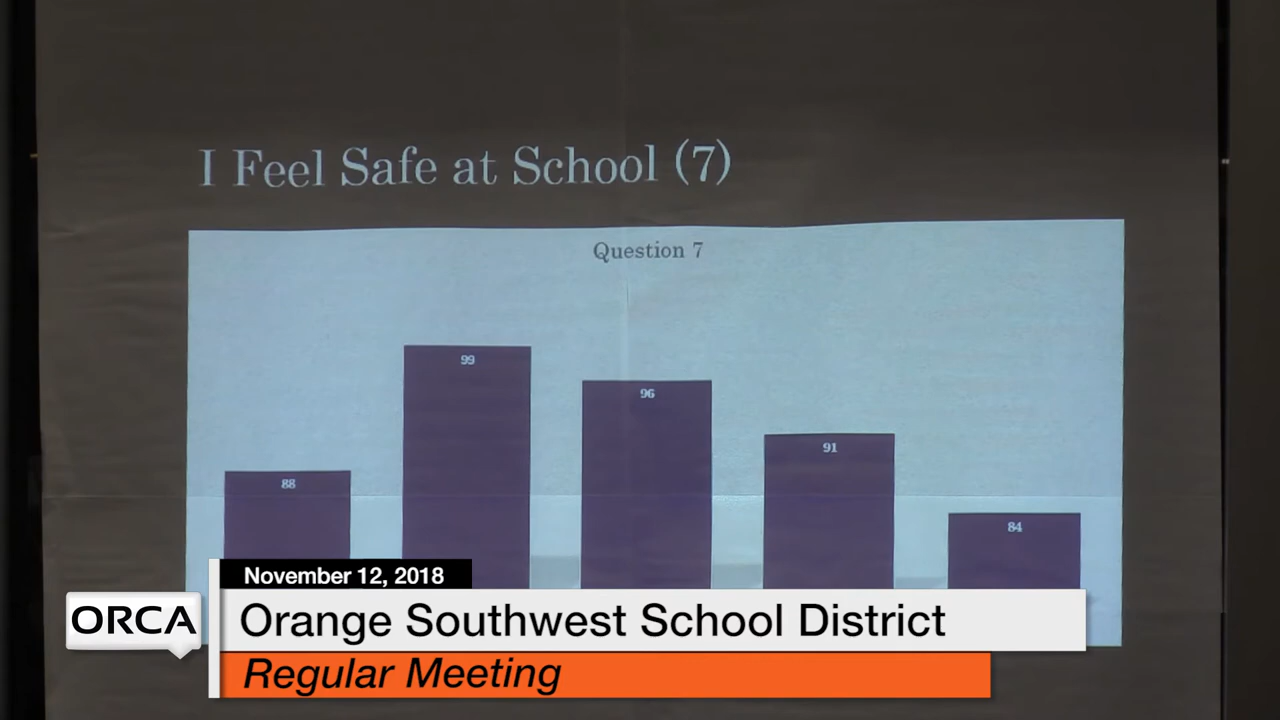 I Feel Safe at School (7)
Question 7
99
96
91
88
84
November 12, 2018
ORCA
Orange Southwest School District
Regular Meeting